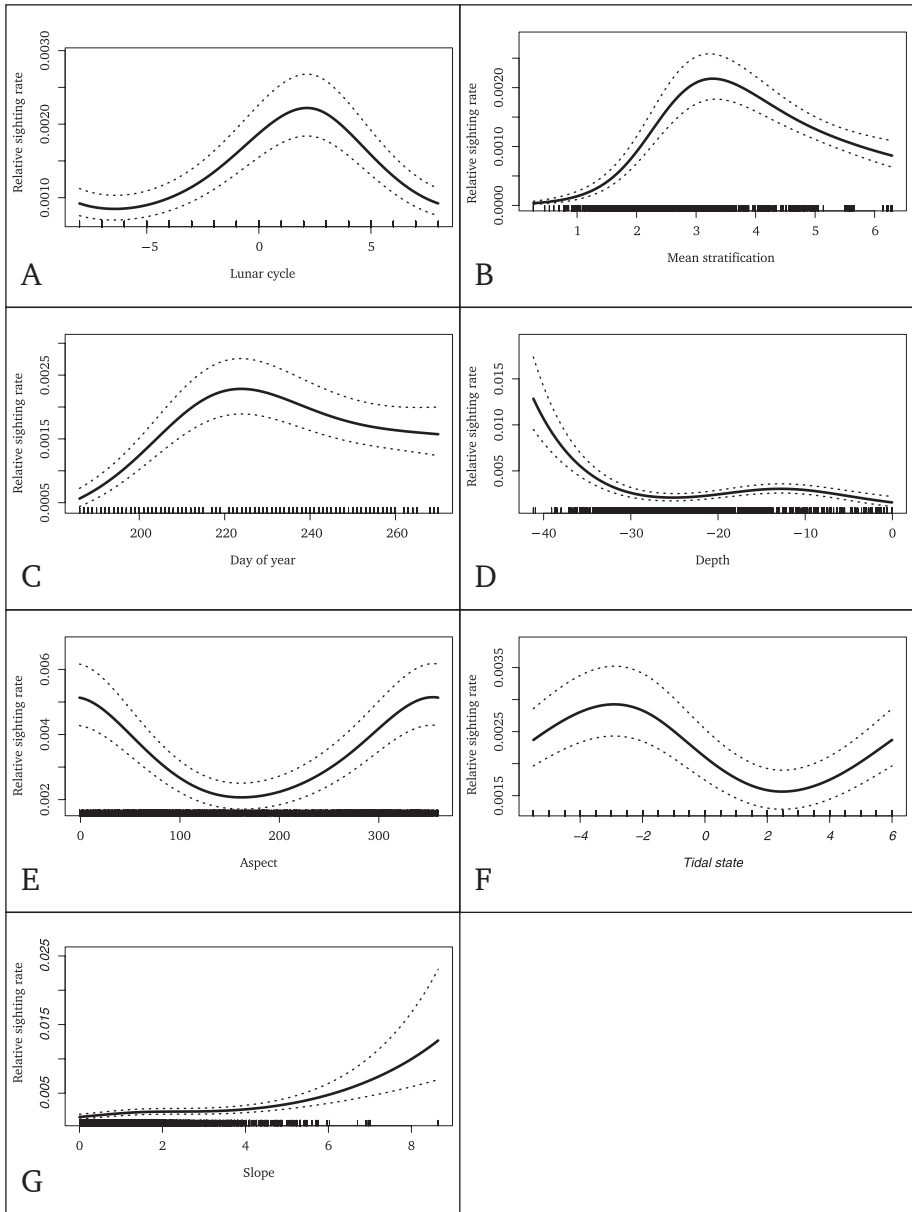 Relative sighting rate
0.0010 0.0020 0.0030
−5 0 5
Lunar cycle
A
Relative sighting rate
0.0000 0.0010 0.0020
1 2 3 4 5 6
Mean stratification
B
Relative sighting rate
0.0005 0.0015 0.0025
200 220 240 260
Day of year
C
Relative sighting rate
0.005 0.010 0.015
−40 −30 −20 −10 0
Depth
D
Relative sighting rate
0.002 0.004 0.006
0 100 200 300
Aspect
E
Relative sighting rate
0.0015 0.0025 0.0035
−4 −2 0 2 4 6
Tidal state
F
Relative sighting rate
0.005 0.015 0.025
0 2 4 6 8
Slope
G